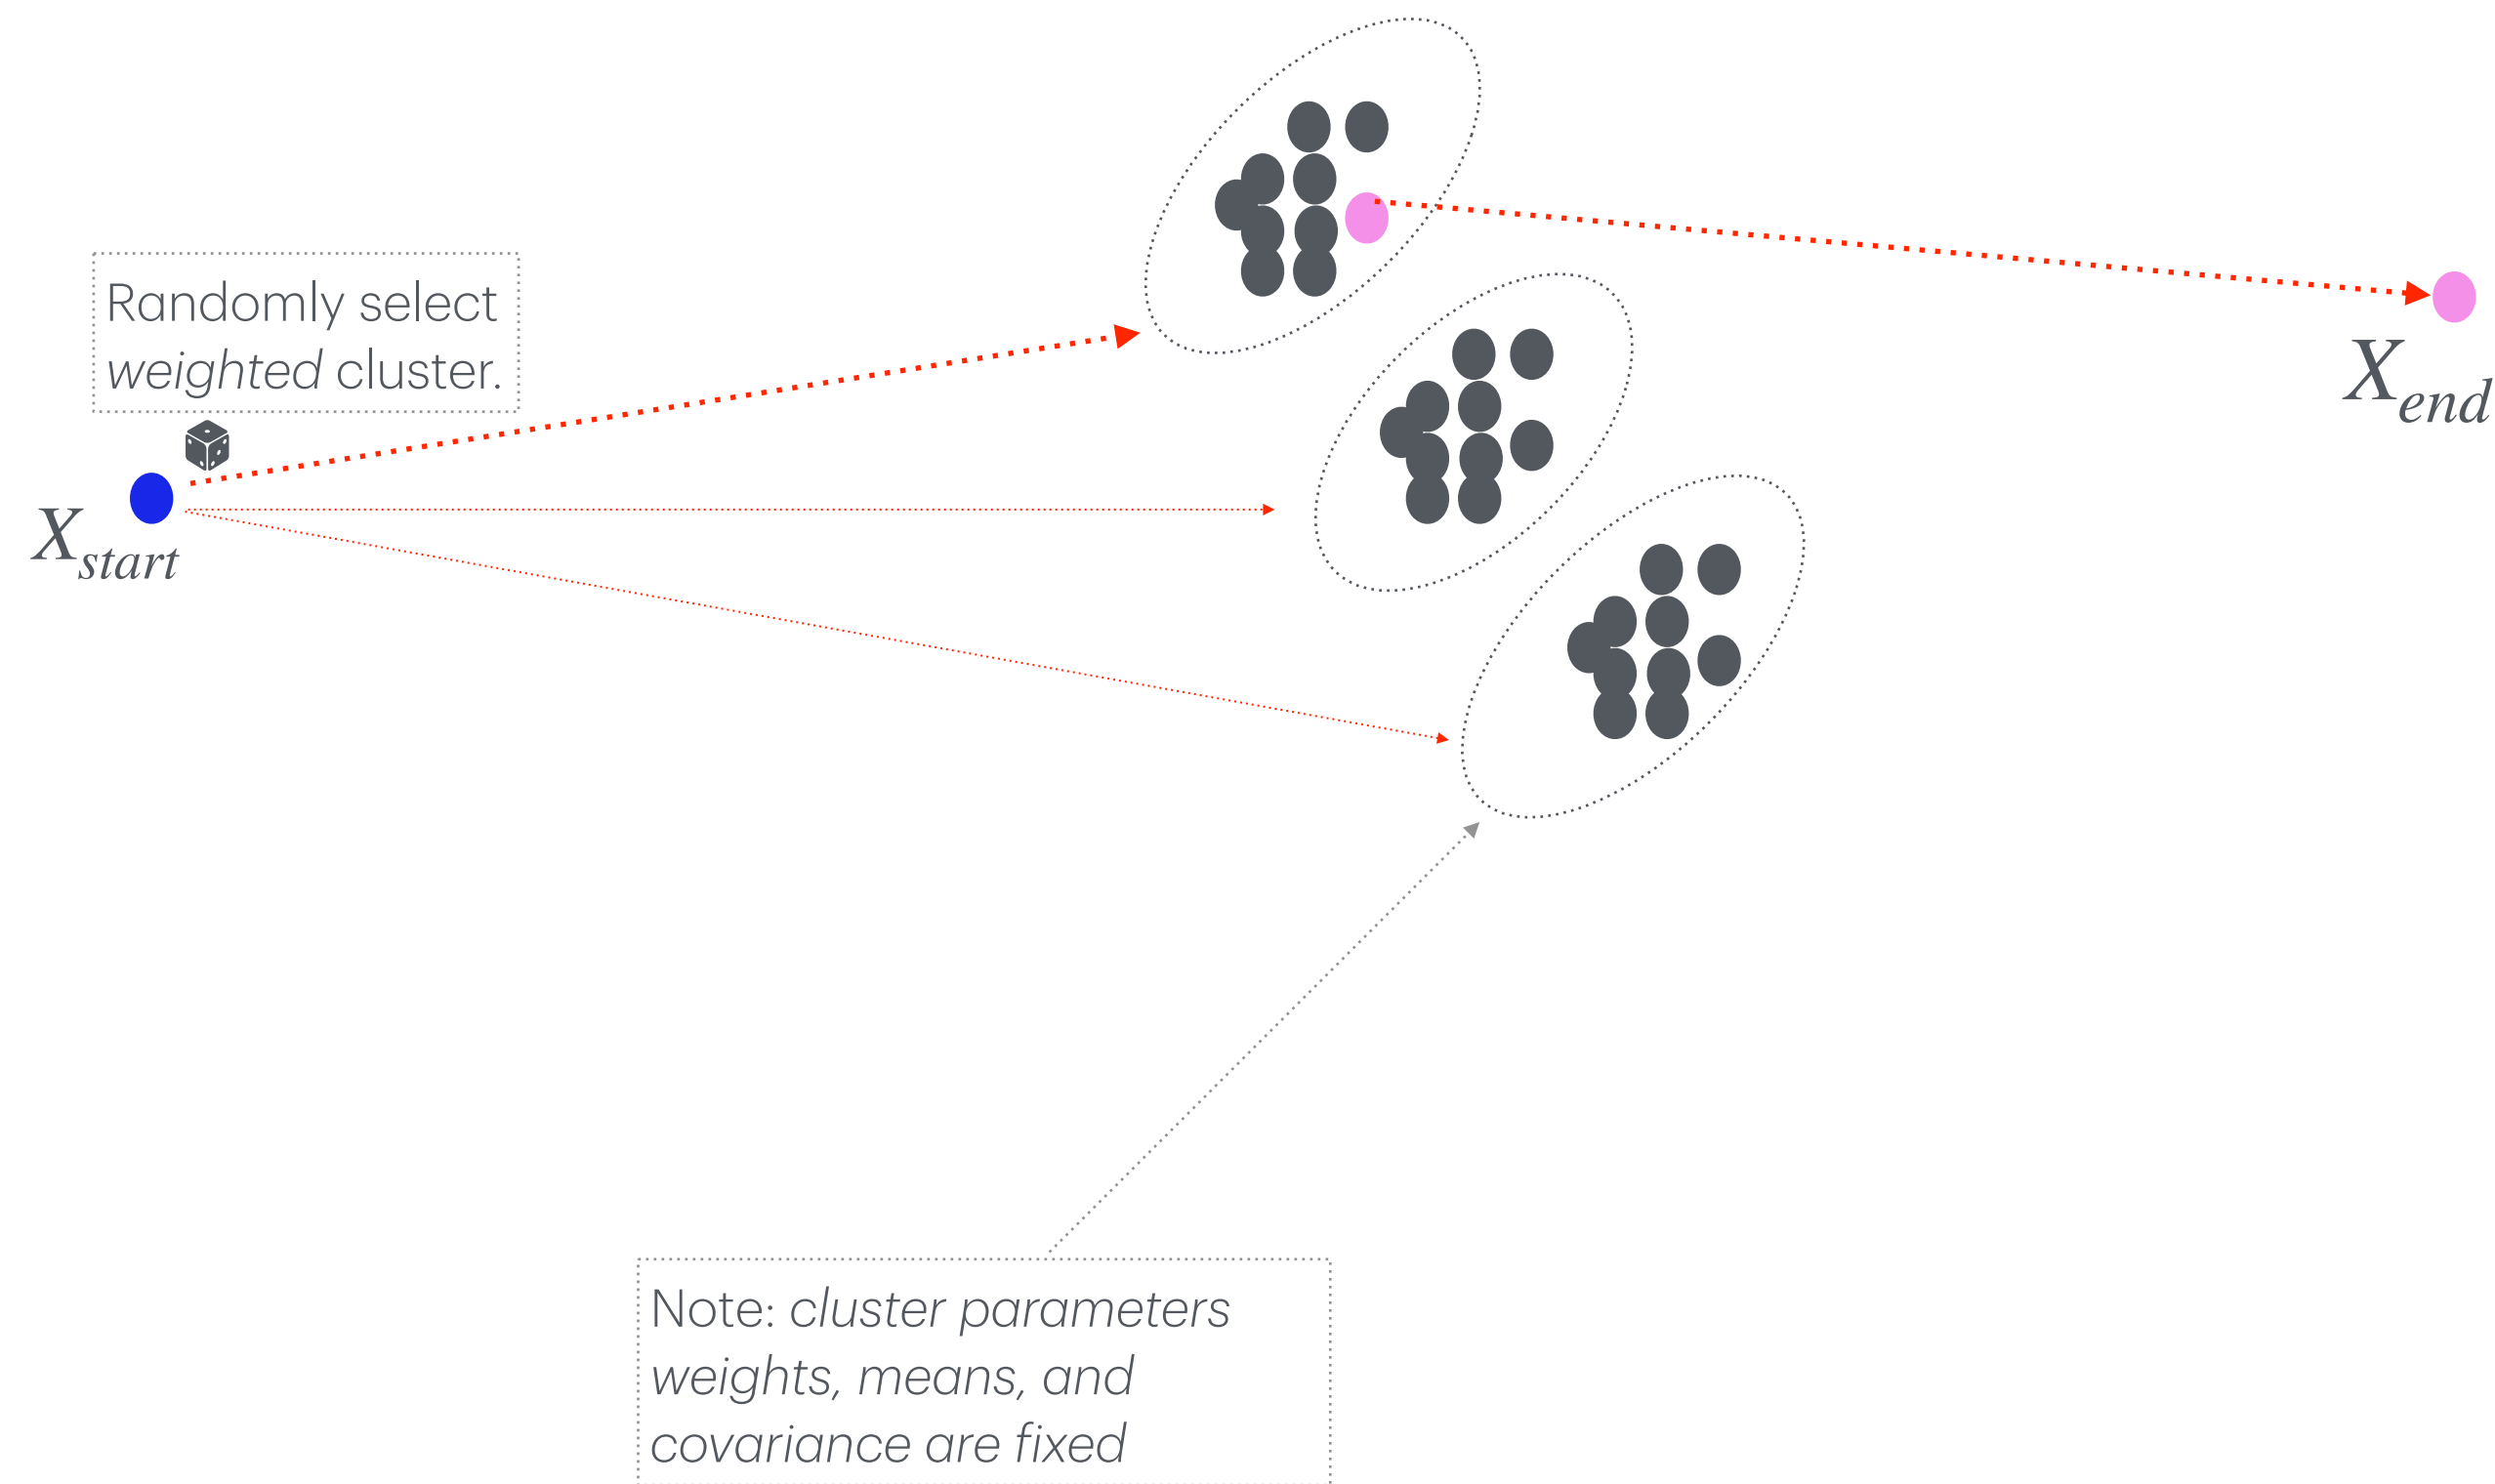 Randomly select
weighted cluster.
X_start
X_end
Note: cluster parameters
weights, means, and
covariance are fixed